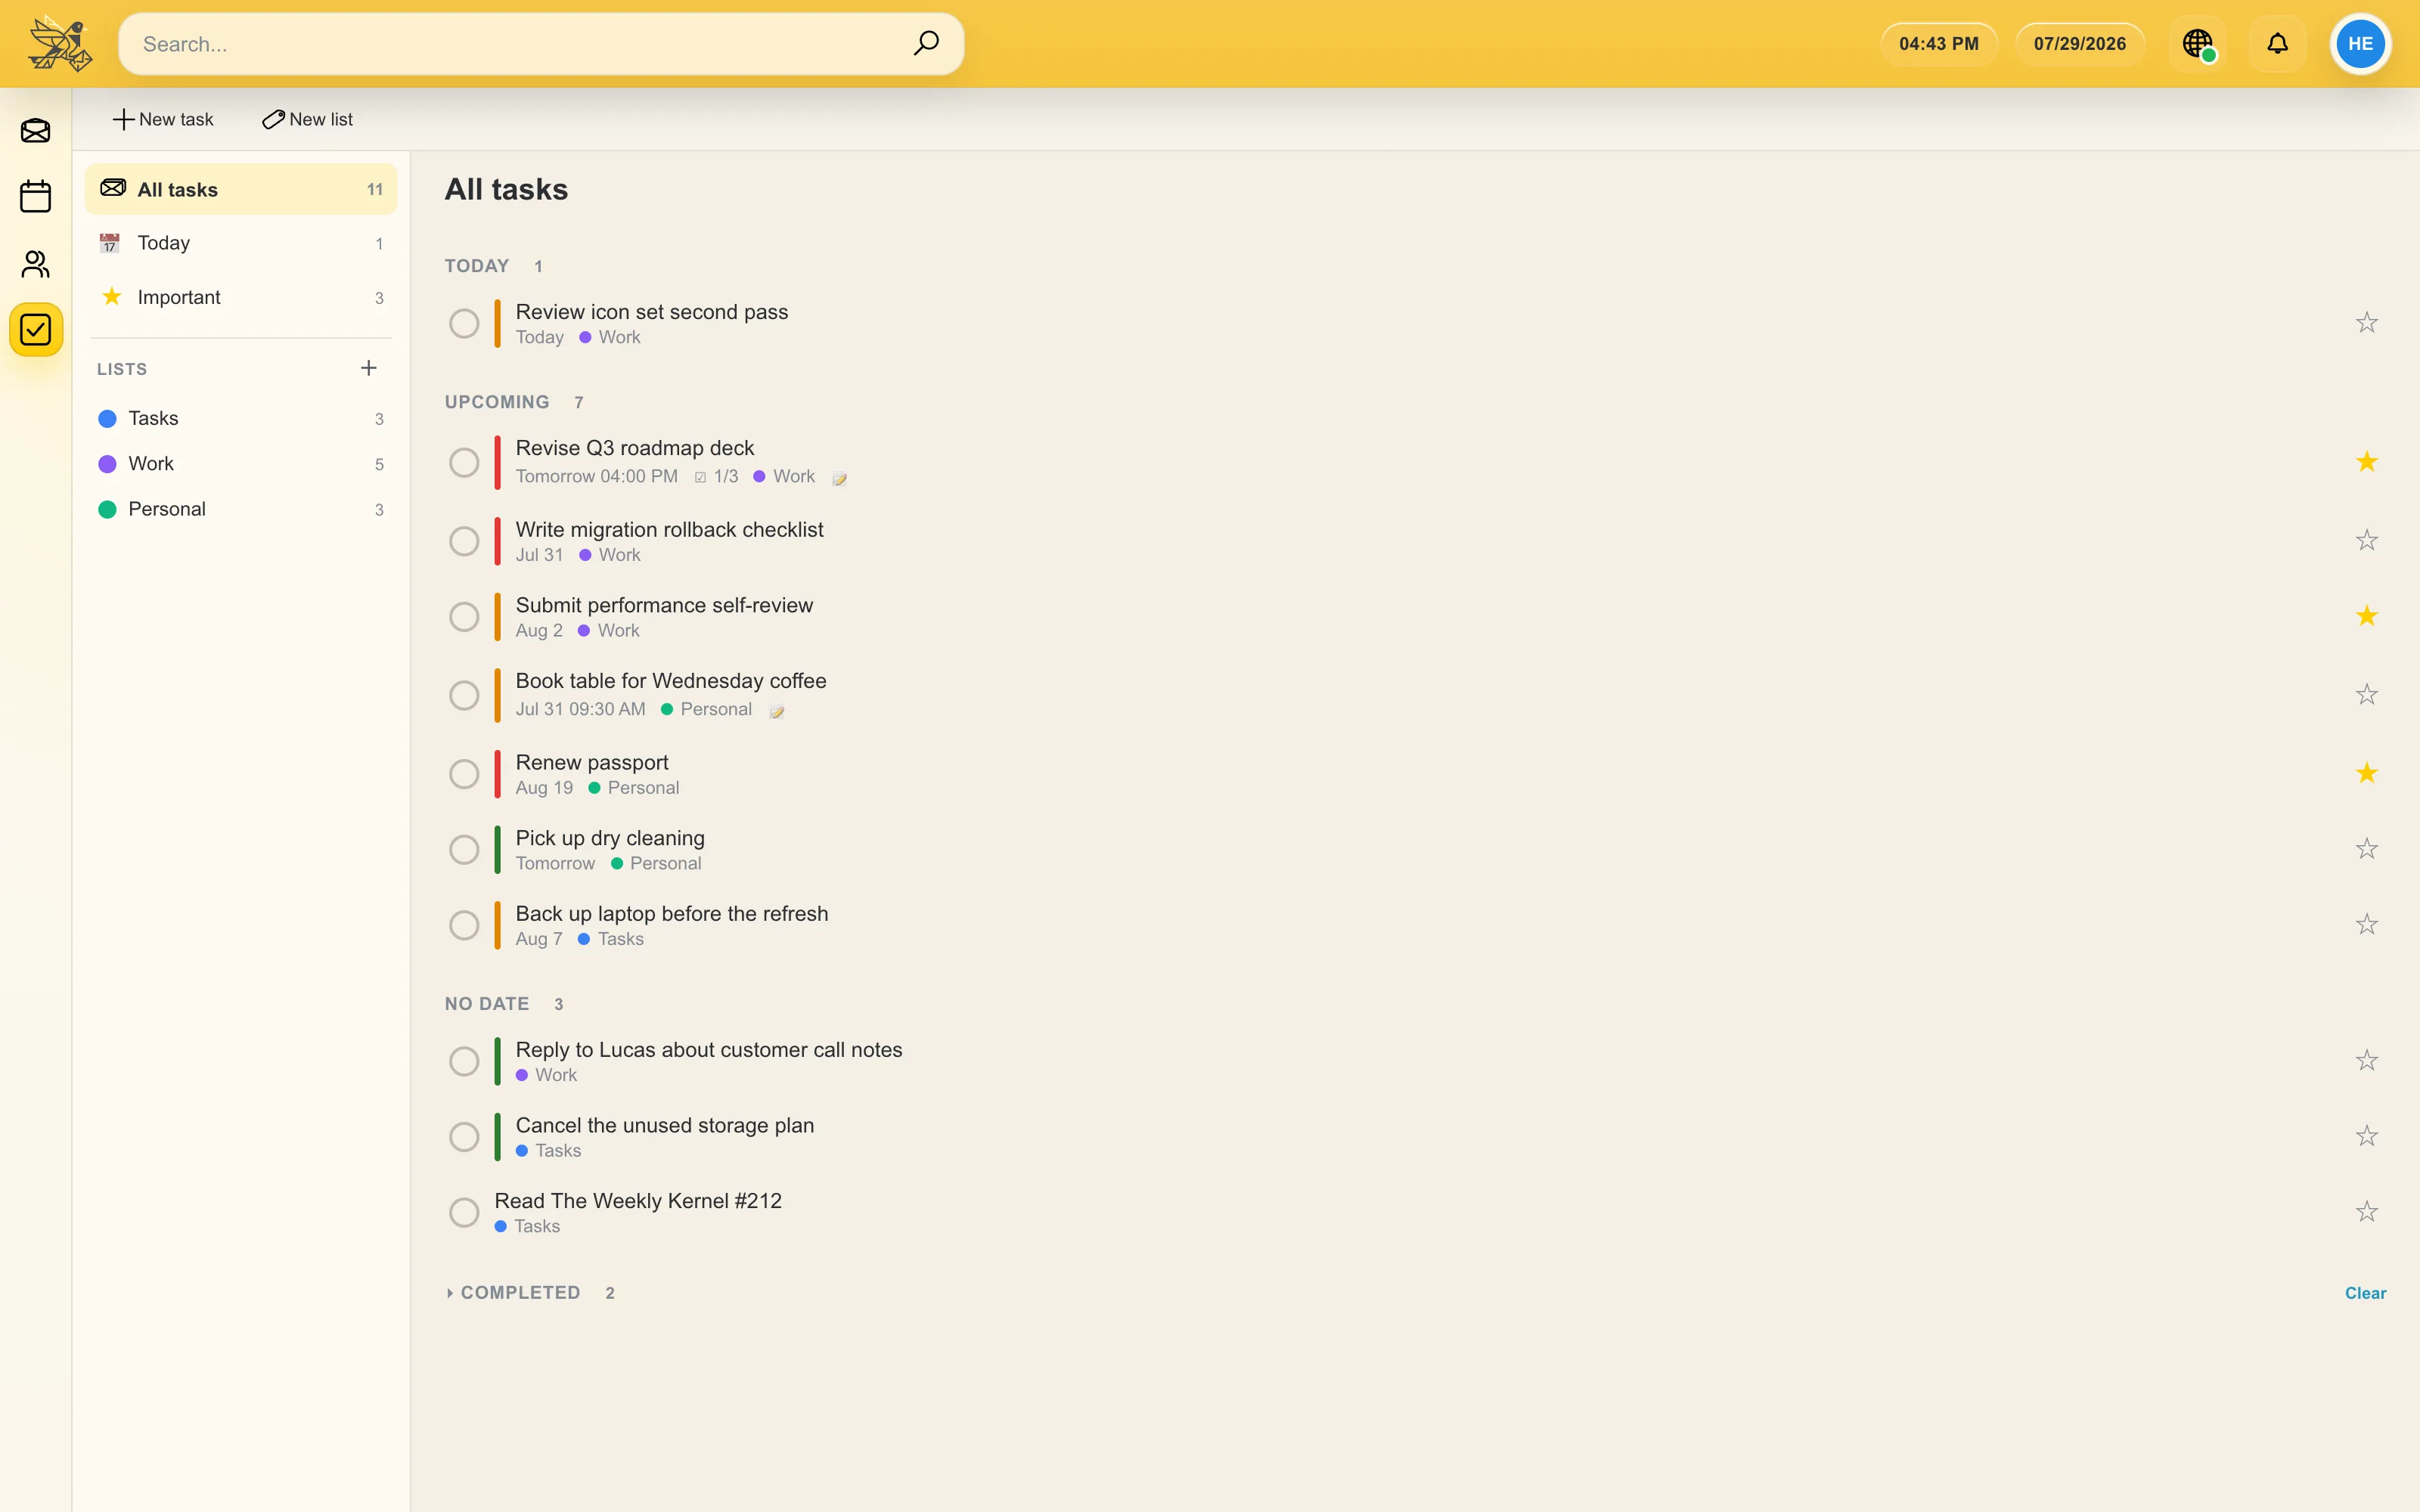 Search...
04:43 PM
07/29/2026
HE
New task
New list
All tasks 11
17 Today 1
Important 3
LISTS
Tasks 3
Work 5
Personal 3
All tasks
TODAY 1
Review icon set second pass
Today Work
UPCOMING 7
Revise Q3 roadmap deck
Tomorrow 04:00 PM 1/3 Work
Write migration rollback checklist
Jul 31 Work
Submit performance self-review
Aug 2 Work
Book table for Wednesday coffee
Jul 31 09:30 AM Personal
Renew passport
Aug 19 Personal
Pick up dry cleaning
Tomorrow Personal
Back up laptop before the refresh
Aug 7 Tasks
NO DATE 3
Reply to Lucas about customer call notes
Work
Cancel the unused storage plan
Tasks
Read The Weekly Kernel #212
Tasks
COMPLETED 2
Clear